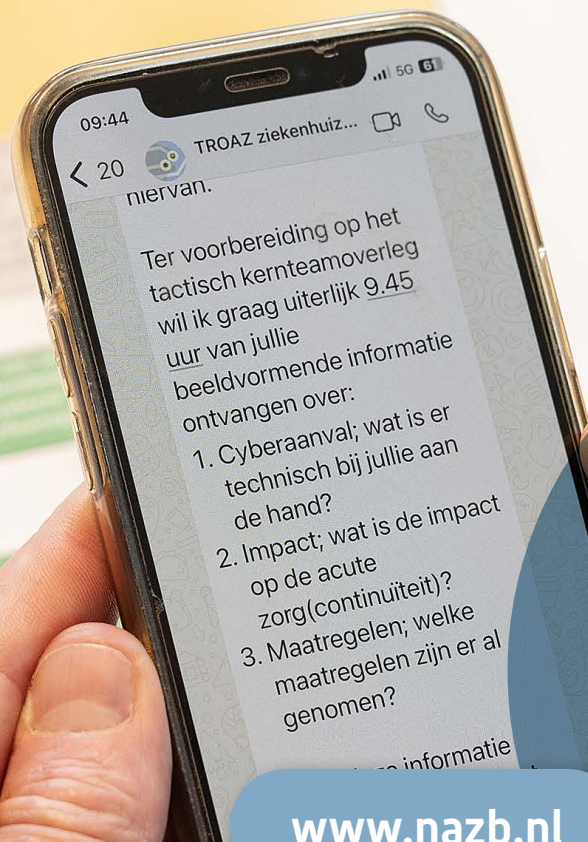 09:44
5G 61
20 TROAZ ziekenhuiz...
hiervan.
Ter voorbereiding op het
tactisch kernteamoverleg
wil ik graag uiterlijk 9.45
uur van jullie
beeldvormende informatie
ontvangen over:
1. Cyberaanval; wat is er
technisch bij jullie aan
de hand?
2. Impact; wat is de impact
op de acute
zorg(continuïteit)?
3. Maatregelen; welke
maatregelen zijn er al
genomen?
informatie
www.nazb.nl